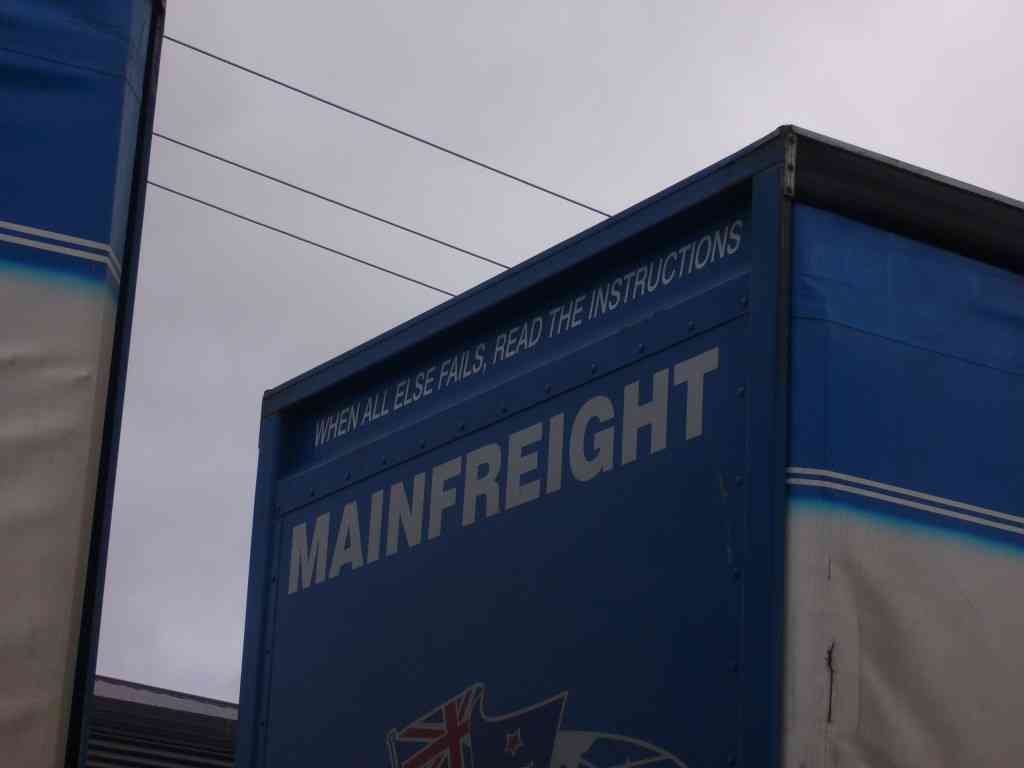 WHEN ALL ELSE FAILS, READ THE INSTRUCTIONS
MAINFREIGHT